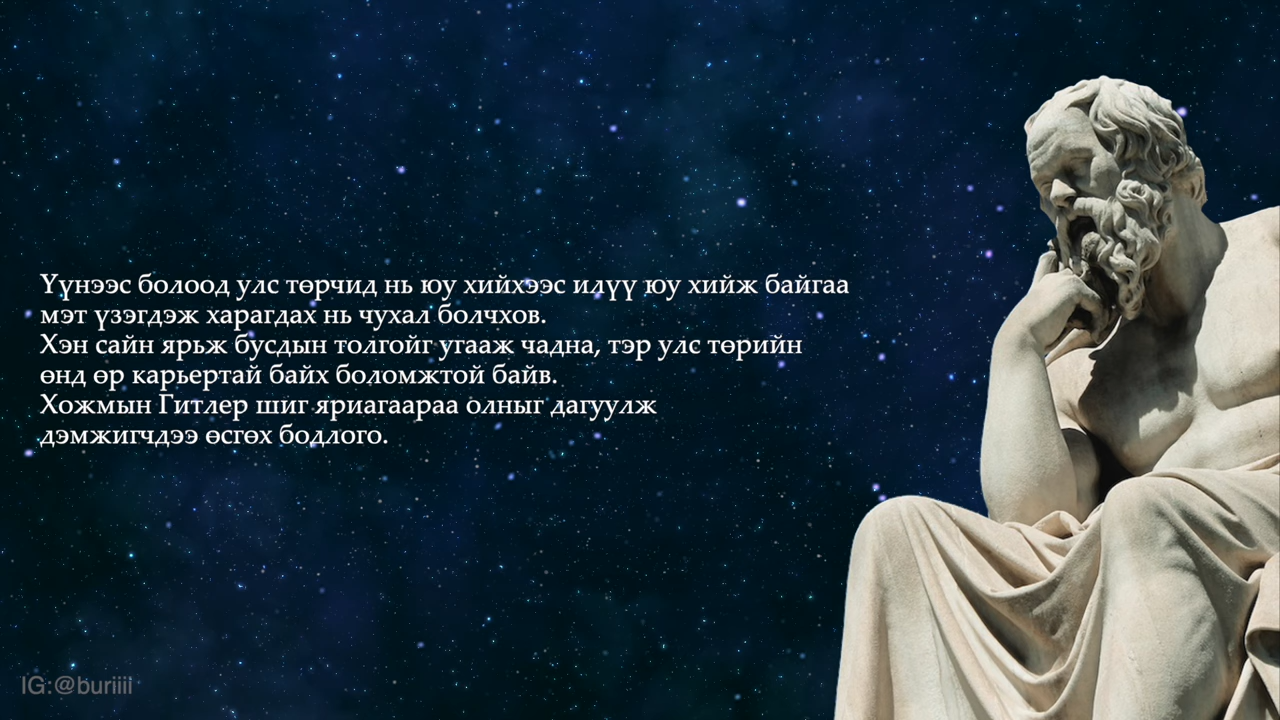 Үүнээс болоод улс төрчид нь юу хийхээс илүү юу хийж байгаа
мэт үзэгдэж харагдах нь чухал болчхов.
Хэн сайн ярьж бусдын толгойг угааж чадна, тэр улс төрийн
өнд өр карьертай байх боломжтой байв.
Хожмын Гитлер шиг яриагаараа олныг дагуулж
дэмжигчдээ өсгөх бодлого.
IG:@buriiii